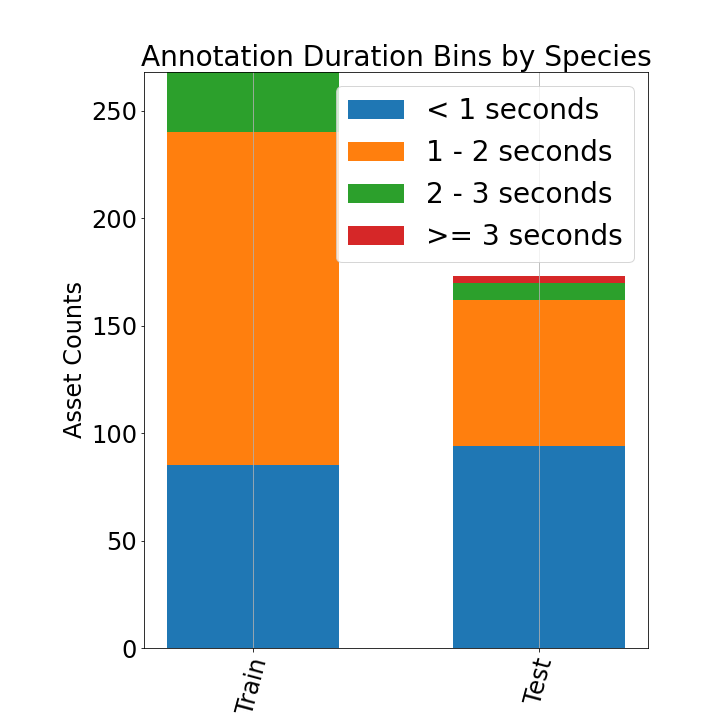 Annotation Duration Bins by Species
< 1 seconds
1 - 2 seconds
2 - 3 seconds
>= 3 seconds
Asset Counts
250
200
150
100
50
0
Train
Test